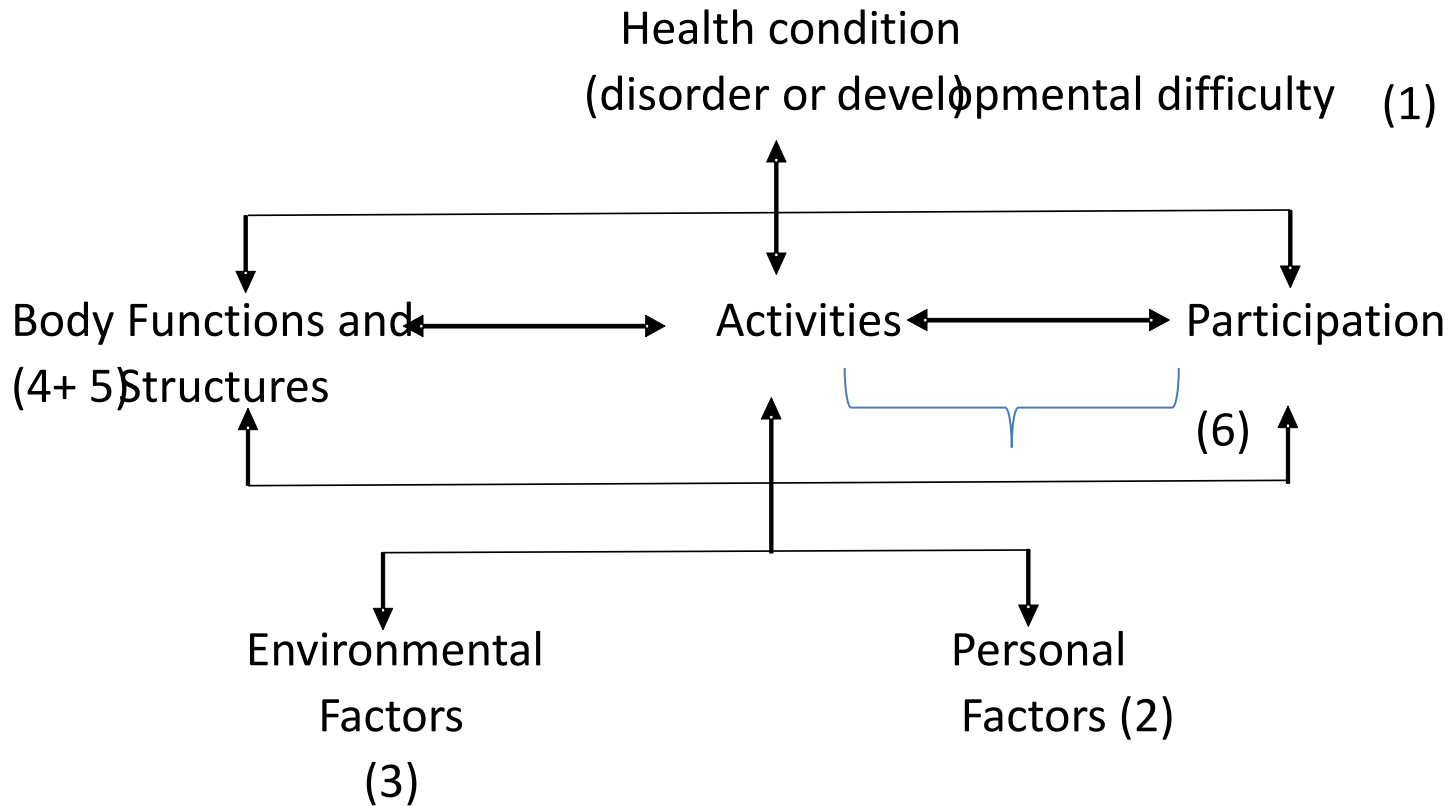 Health condition
(disorder or developmental difficulty) (1)
Body Functions and
Structures (4+ 5)
Activities
Participation
(6)
Environmental
Factors
(3)
Personal
Factors (2)